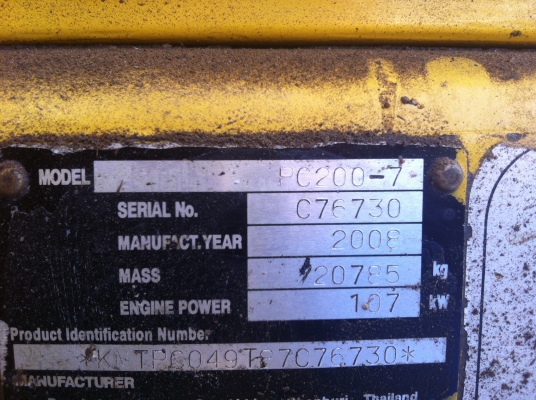 MODEL PC200-7
SERIAL No. C76730
MANUFACT.YEAR 2008
MASS 20785 kg
ENGINE POWER 107 kW
Product Identification Number
MANUFACTURER
Thailand